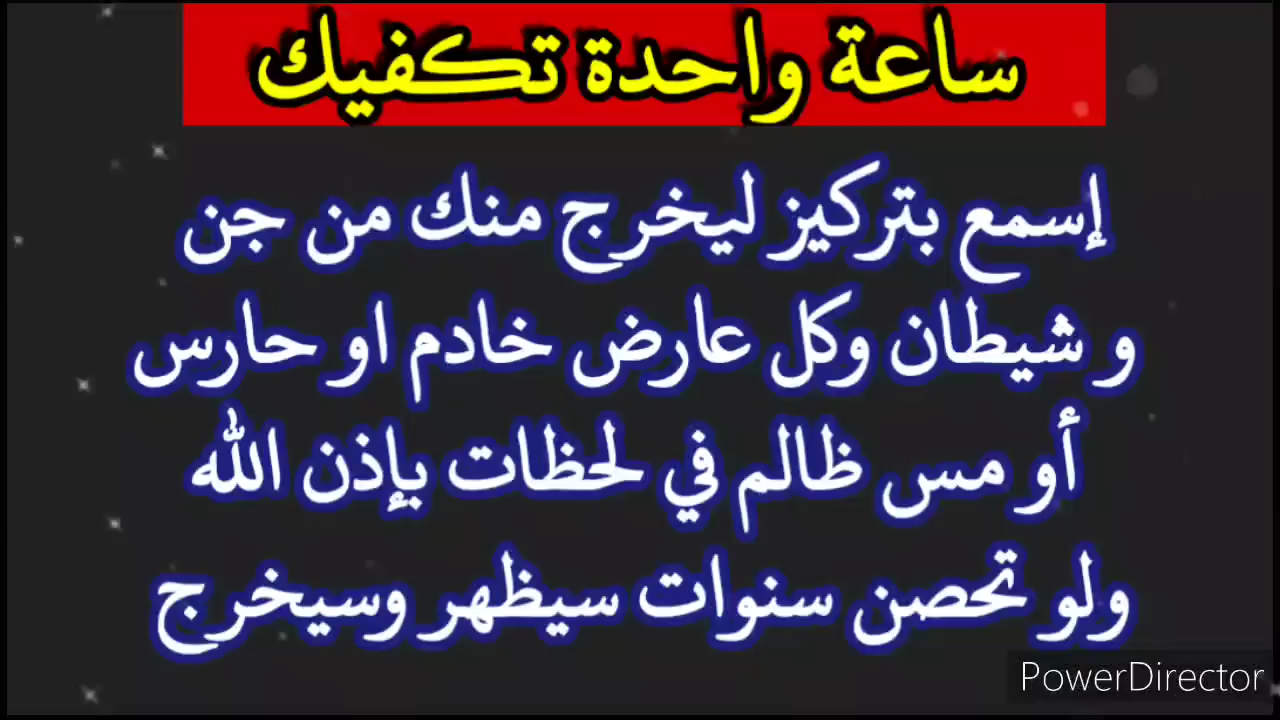 ساعة واحدة تكفيك
إسمع بتركيز ليخرج منك من جن
و شيطان وكل عارض خادم او حارس
أو مس ظالم في لحظات بإذن الله
ولو تحصن سنوات سيظهر وسيخرج
PowerDirector